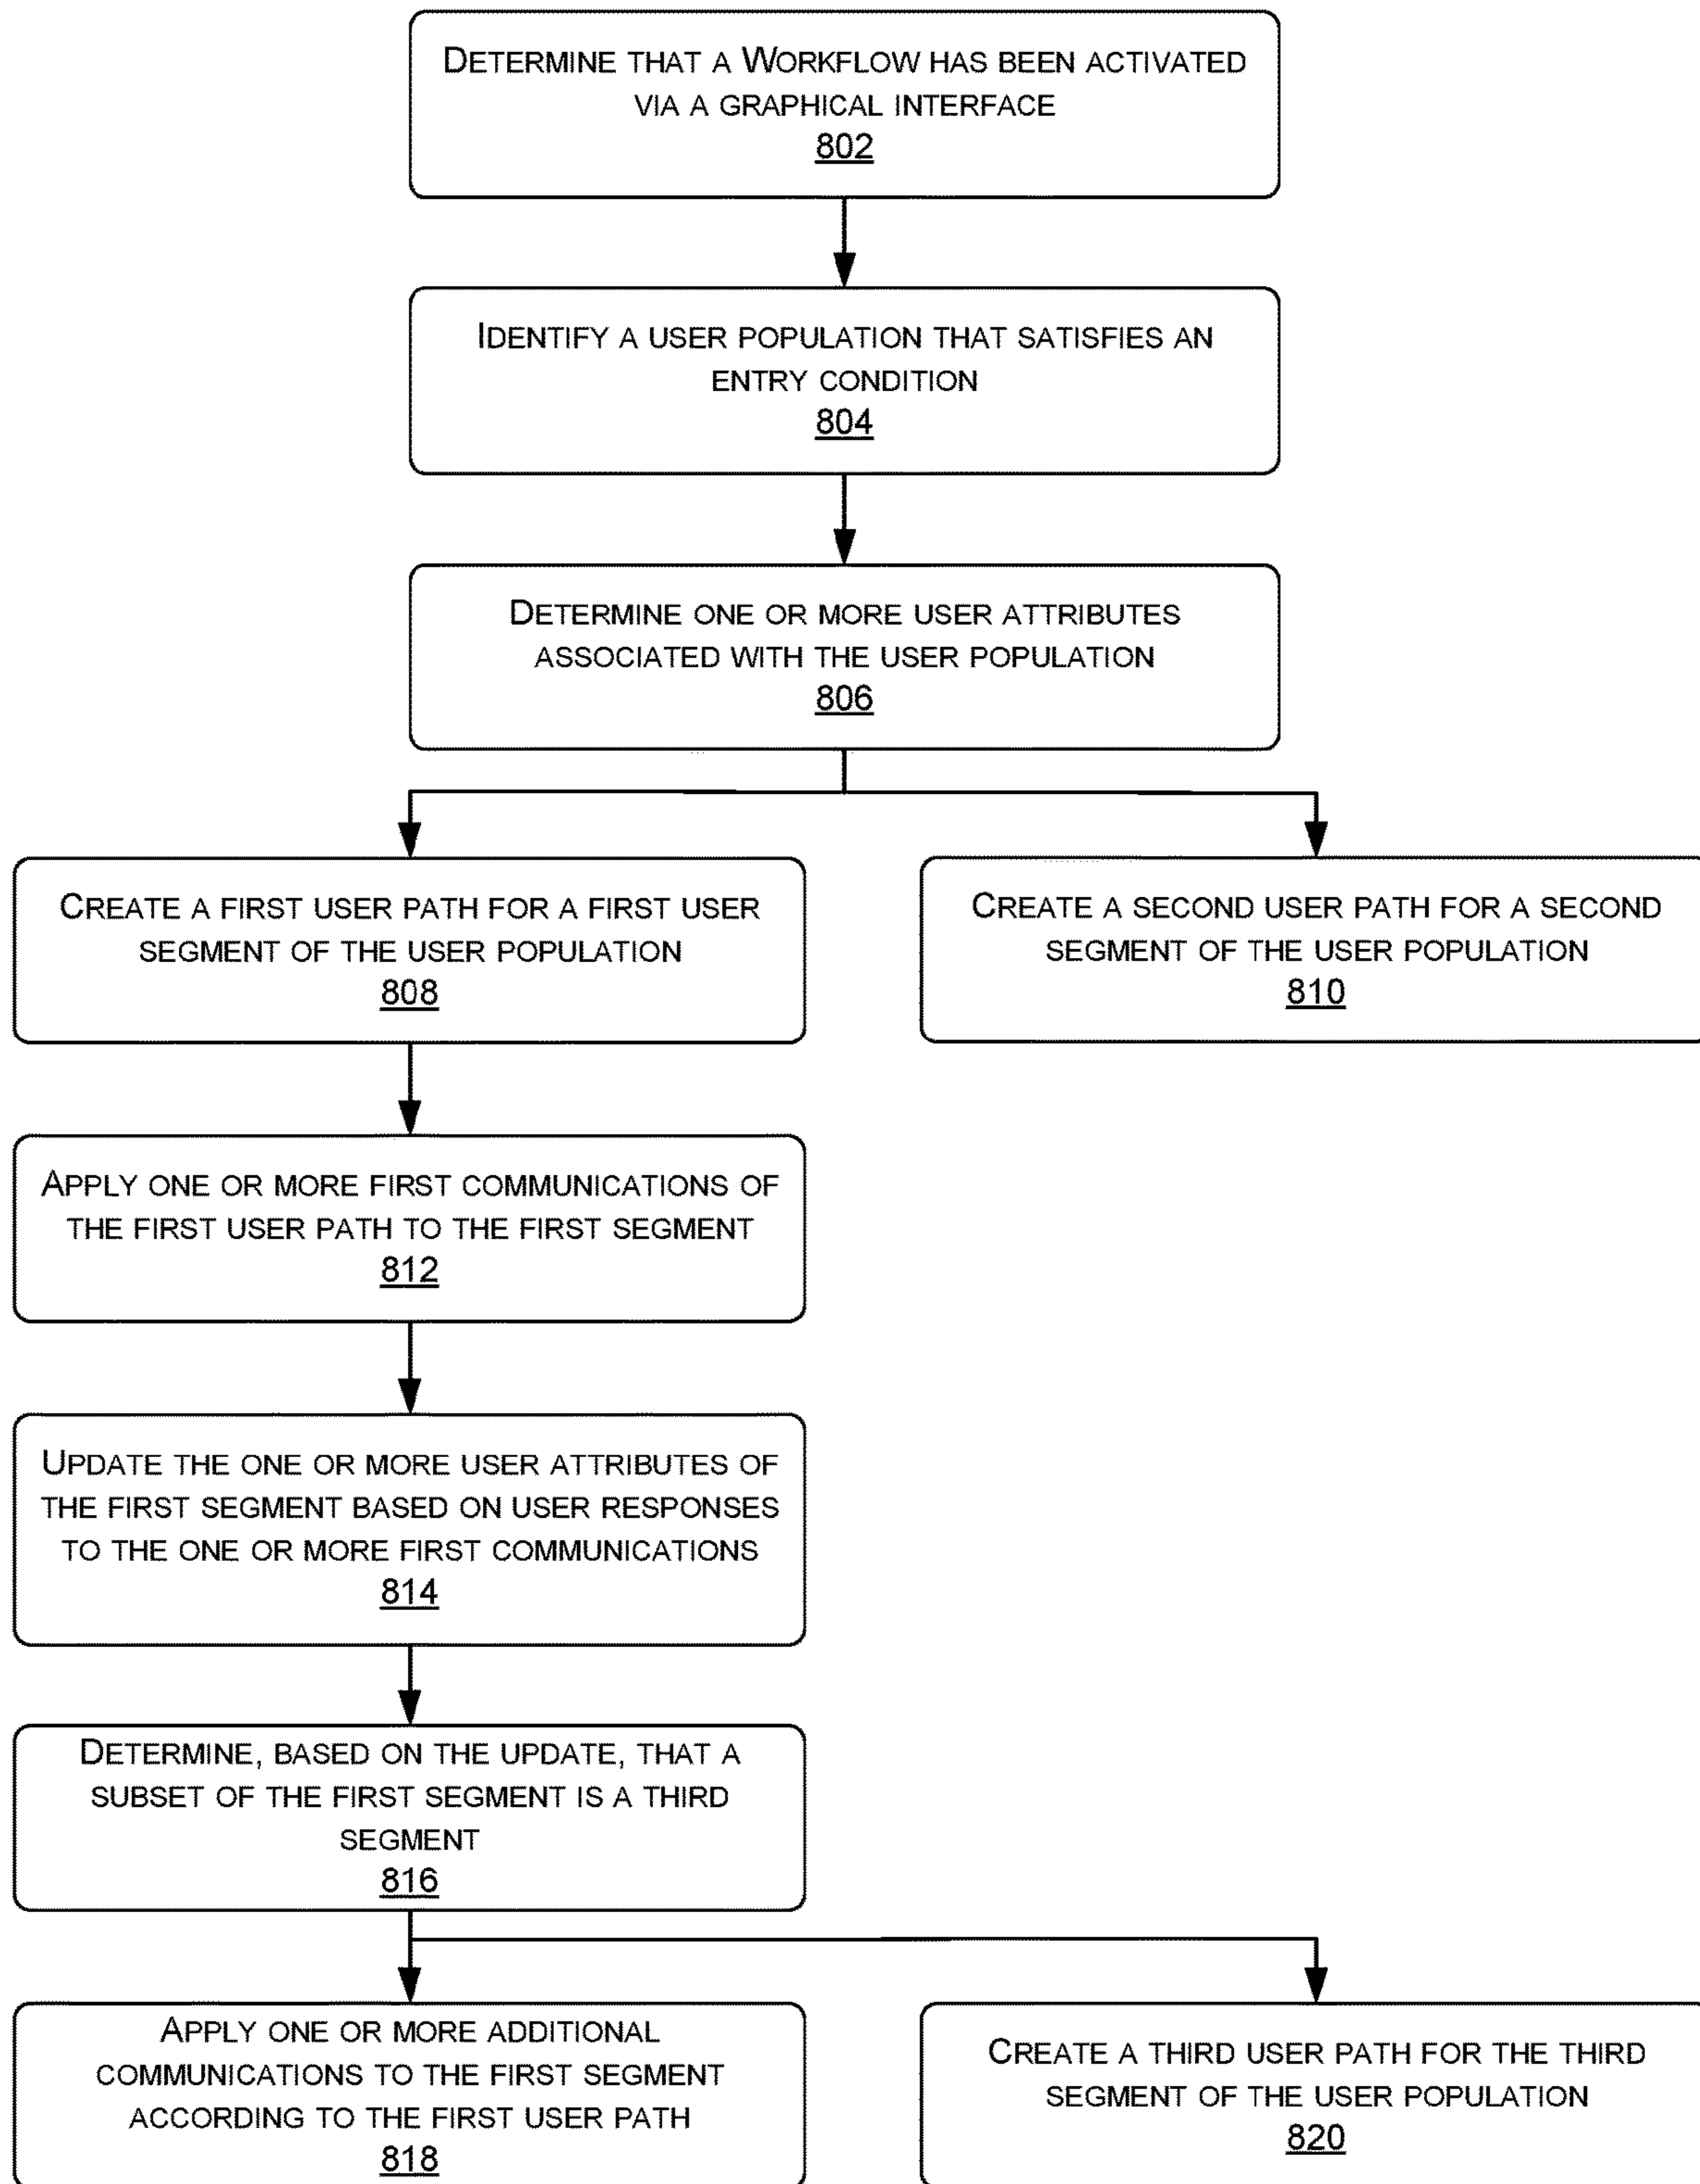 DETERMINE THAT A WORKFLOW HAS BEEN ACTIVATED
VIA A GRAPHICAL INTERFACE
802
IDENTIFY A USER POPULATION THAT SATISFIES AN
ENTRY CONDITION
804
DETERMINE ONE OR MORE USER ATTRIBUTES
ASSOCIATED WITH THE USER POPULATION
806
CREATE A FIRST USER PATH FOR A FIRST USER
SEGMENT OF THE USER POPULATION
808
CREATE A SECOND USER PATH FOR A SECOND
SEGMENT OF THE USER POPULATION
810
APPLY ONE OR MORE FIRST COMMUNICATIONS OF
THE FIRST USER PATH TO THE FIRST SEGMENT
812
UPDATE THE ONE OR MORE USER ATTRIBUTES OF
THE FIRST SEGMENT BASED ON USER RESPONSES
TO THE ONE OR MORE FIRST COMMUNICATIONS
814
DETERMINE, BASED ON THE UPDATE, THAT A
SUBSET OF THE FIRST SEGMENT IS A THIRD
SEGMENT
816
APPLY ONE OR MORE ADDITIONAL
COMMUNICATIONS TO THE FIRST SEGMENT
ACCORDING TO THE FIRST USER PATH
818
CREATE A THIRD USER PATH FOR THE THIRD
SEGMENT OF THE USER POPULATION
820